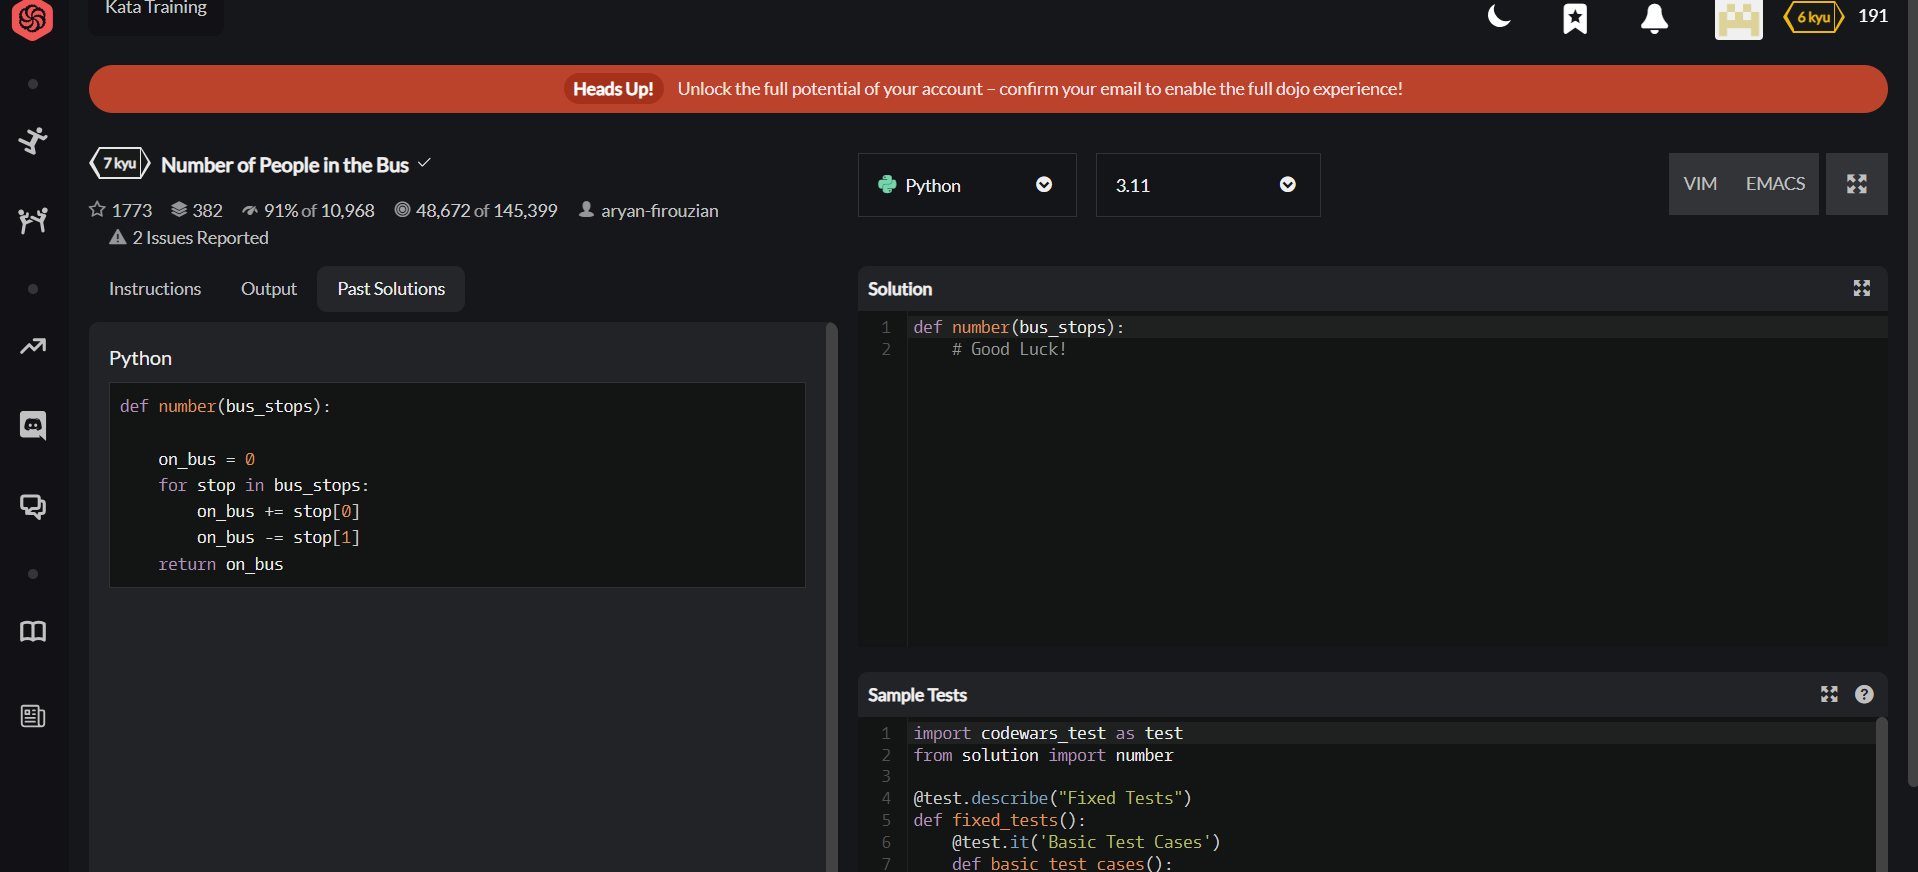 Kata Training
6 kyu 191
Heads Up! Unlock the full potential of your account – confirm your email to enable the full dojo experience!
7 kyu Number of People in the Bus
1773 382 91% of 10,968 48,672 of 145,399 aryan-firouzian
2 Issues Reported
Python 3.11
VIM EMACS
Instructions Output Past Solutions
Python
def number(bus_stops):
on_bus = 0
for stop in bus_stops:
on_bus += stop[0]
on_bus -= stop[1]
return on_bus
Solution
1 def number(bus_stops):
2 # Good Luck!
Sample Tests
?
1 import codewars_test as test
2 from solution import number
3
4 @test.describe("Fixed Tests")
5 def fixed_tests():
6 @test.it('Basic Test Cases')
7 def basic_test_cases():